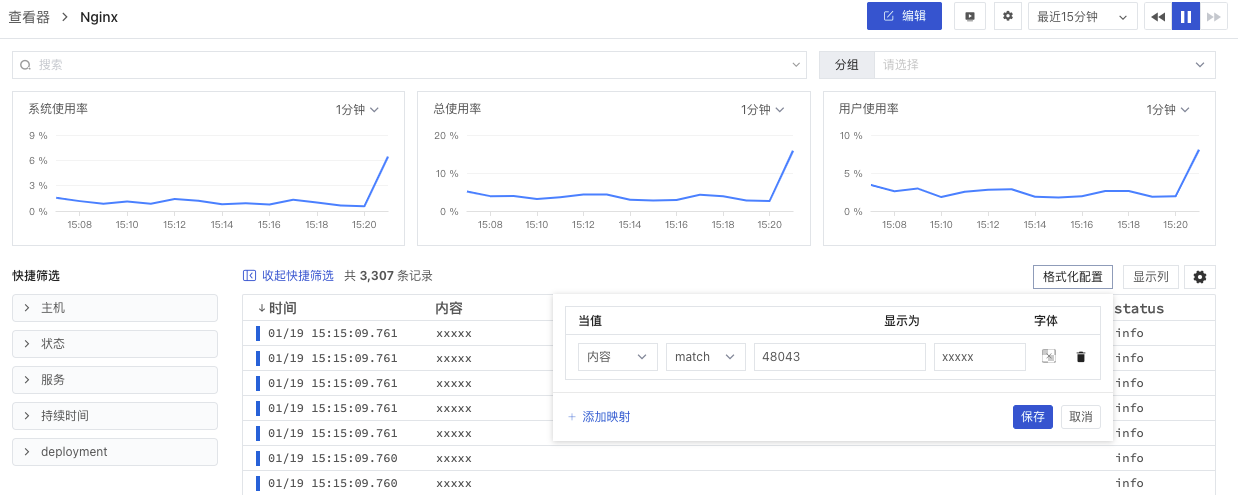 查看器 > Nginx 编辑 最近15分钟
搜索 分组 请选择
系统使用率 1分钟
9 %
6 %
3 %
0 %
15:08 15:10 15:12 15:14 15:16 15:18 15:20
总使用率 1分钟
20 %
10 %
0 %
15:08 15:10 15:12 15:14 15:16 15:18 15:20
用户使用率 1分钟
10 %
5 %
0 %
15:08 15:10 15:12 15:14 15:16 15:18 15:20
快捷筛选
主机
状态
服务
持续时间
deployment
收起快捷筛选 共 3,307 条记录 格式化配置 显示列
↓时间 内容 status
01/19 15:15:09.761 xxxxx info
01/19 15:15:09.761 xxxxx info
01/19 15:15:09.761 xxxxx info
01/19 15:15:09.761 xxxxx info
01/19 15:15:09.761 xxxxx info
01/19 15:15:09.760 xxxxx info
01/19 15:15:09.760 xxxxx info
当值 显示为 字体
内容 match 48043 xxxxx
+ 添加映射 保存 取消